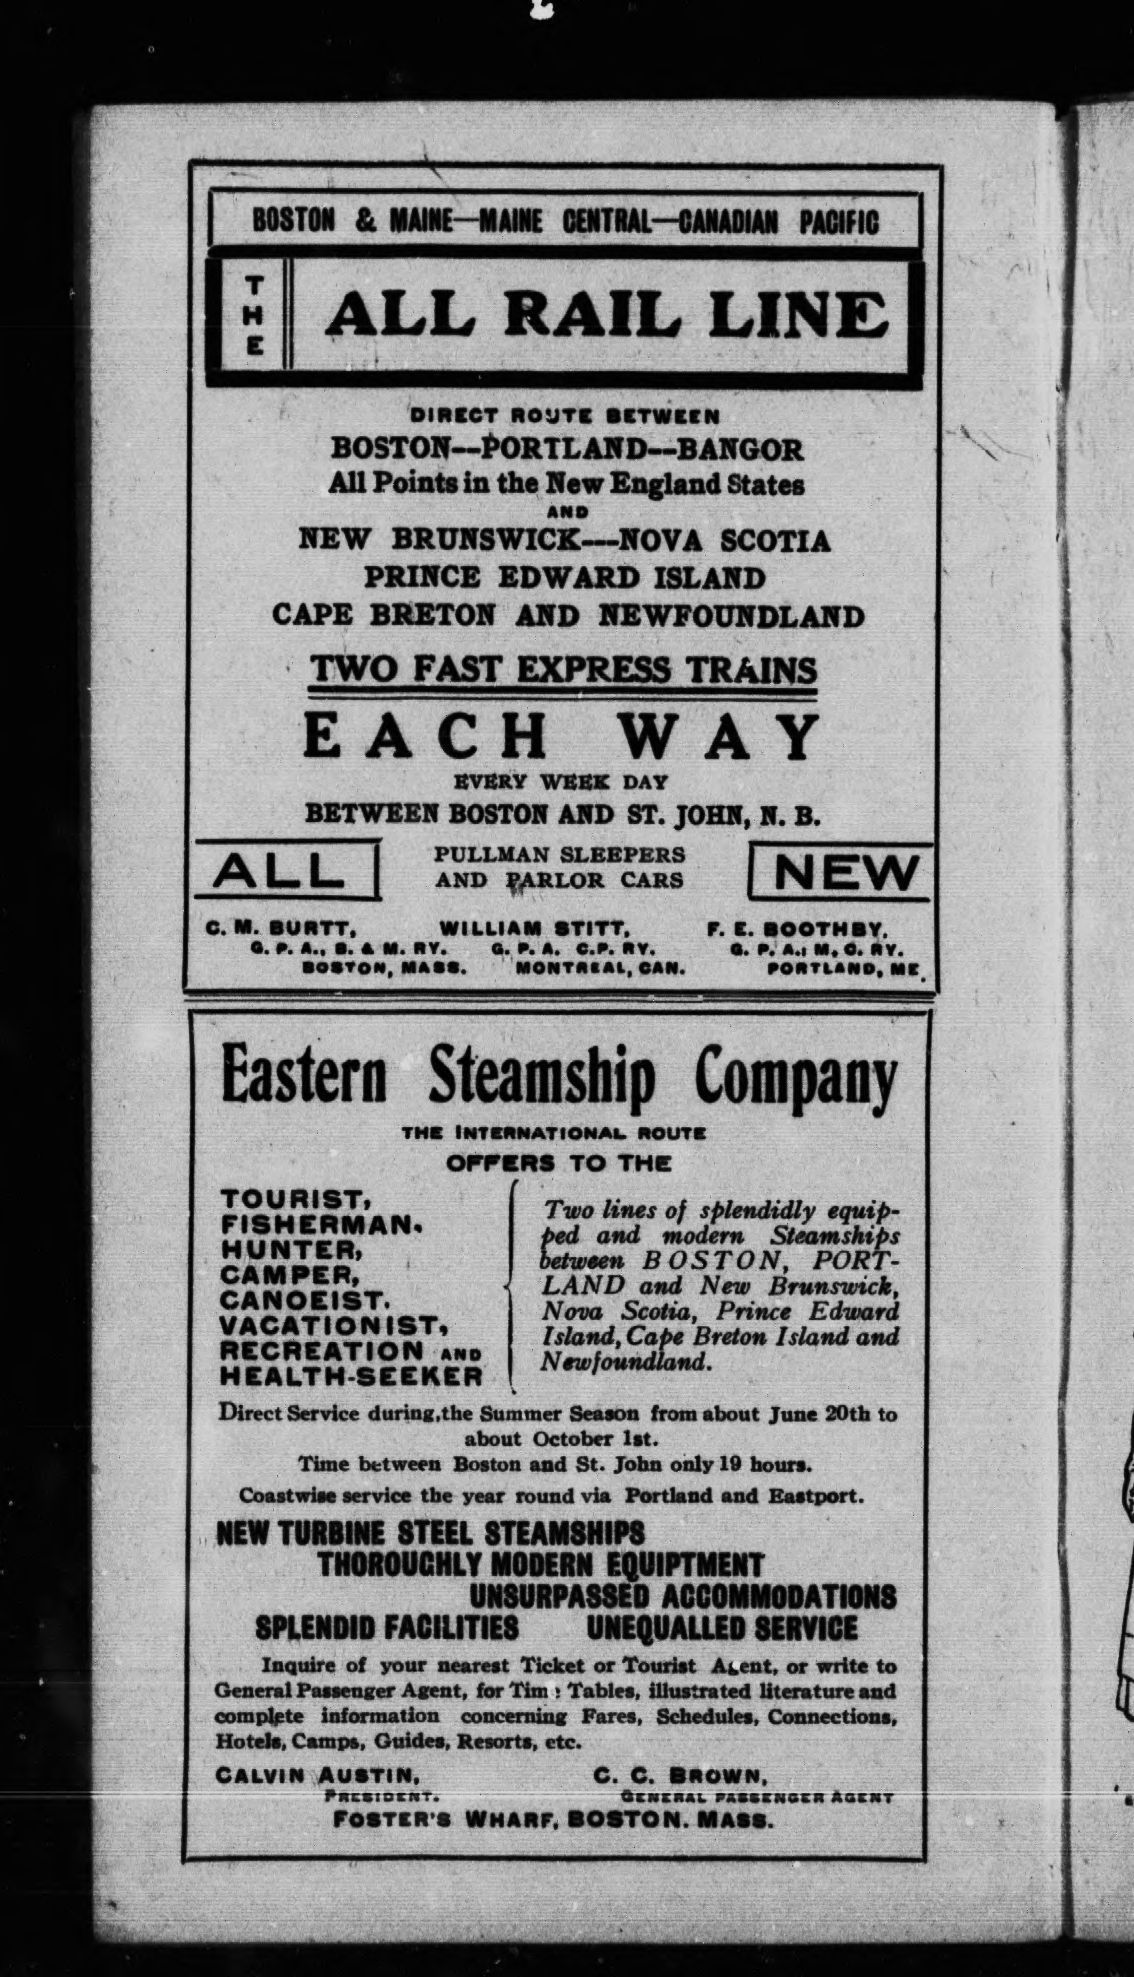 BOSTON & MAINE—MAINE CENTRAL—CANADIAN PACIFIC
THE ALL RAIL LINE
DIRECT ROUTE BETWEEN
BOSTON--PORTLAND--BANGOR
All Points in the New England States
AND
NEW BRUNSWICK---NOVA SCOTIA
PRINCE EDWARD ISLAND
CAPE BRETON AND NEWFOUNDLAND
TWO FAST EXPRESS TRAINS
EACH WAY
EVERY WEEK DAY
BETWEEN BOSTON AND ST. JOHN, N. B.
ALL
PULLMAN SLEEPERS
AND PARLOR CARS
NEW
C. M. BURTT,
G. P. A., B. & M. RY.
BOSTON, MASS.
WILLIAM STITT,
G. P. A. C.P. RY.
MONTREAL, CAN.
F. E. BOOTHBY,
G. P. A., M. C. RY.
PORTLAND, ME.
Eastern Steamship Company
THE INTERNATIONAL ROUTE
OFFERS TO THE
TOURIST,
FISHERMAN,
HUNTER,
CAMPER,
CANOEIST,
VACATIONIST,
RECREATION AND
HEALTH-SEEKER
Two lines of splendidly equip-
ped and modern Steamships
between BOSTON, PORT-
LAND and New Brunswick,
Nova Scotia, Prince Edward
Island, Cape Breton Island and
Newfoundland.
Direct Service during the Summer Season from about June 20th to
about October 1st.
Time between Boston and St. John only 19 hours.
Coastwise service the year round via Portland and Eastport.
NEW TURBINE STEEL STEAMSHIPS
THOROUGHLY MODERN EQUIPTMENT
UNSURPASSED ACCOMMODATIONS
SPLENDID FACILITIES UNEQUALLED SERVICE
Inquire of your nearest Ticket or Tourist Agent, or write to
General Passenger Agent, for Time Tables, illustrated literature and
complete information concerning Fares, Schedules, Connections,
Hotels, Camps, Guides, Resorts, etc.
CALVIN AUSTIN,
PRESIDENT.
C. C. BROWN,
GENERAL PASSENGER AGENT
FOSTER'S WHARF, BOSTON. MASS.